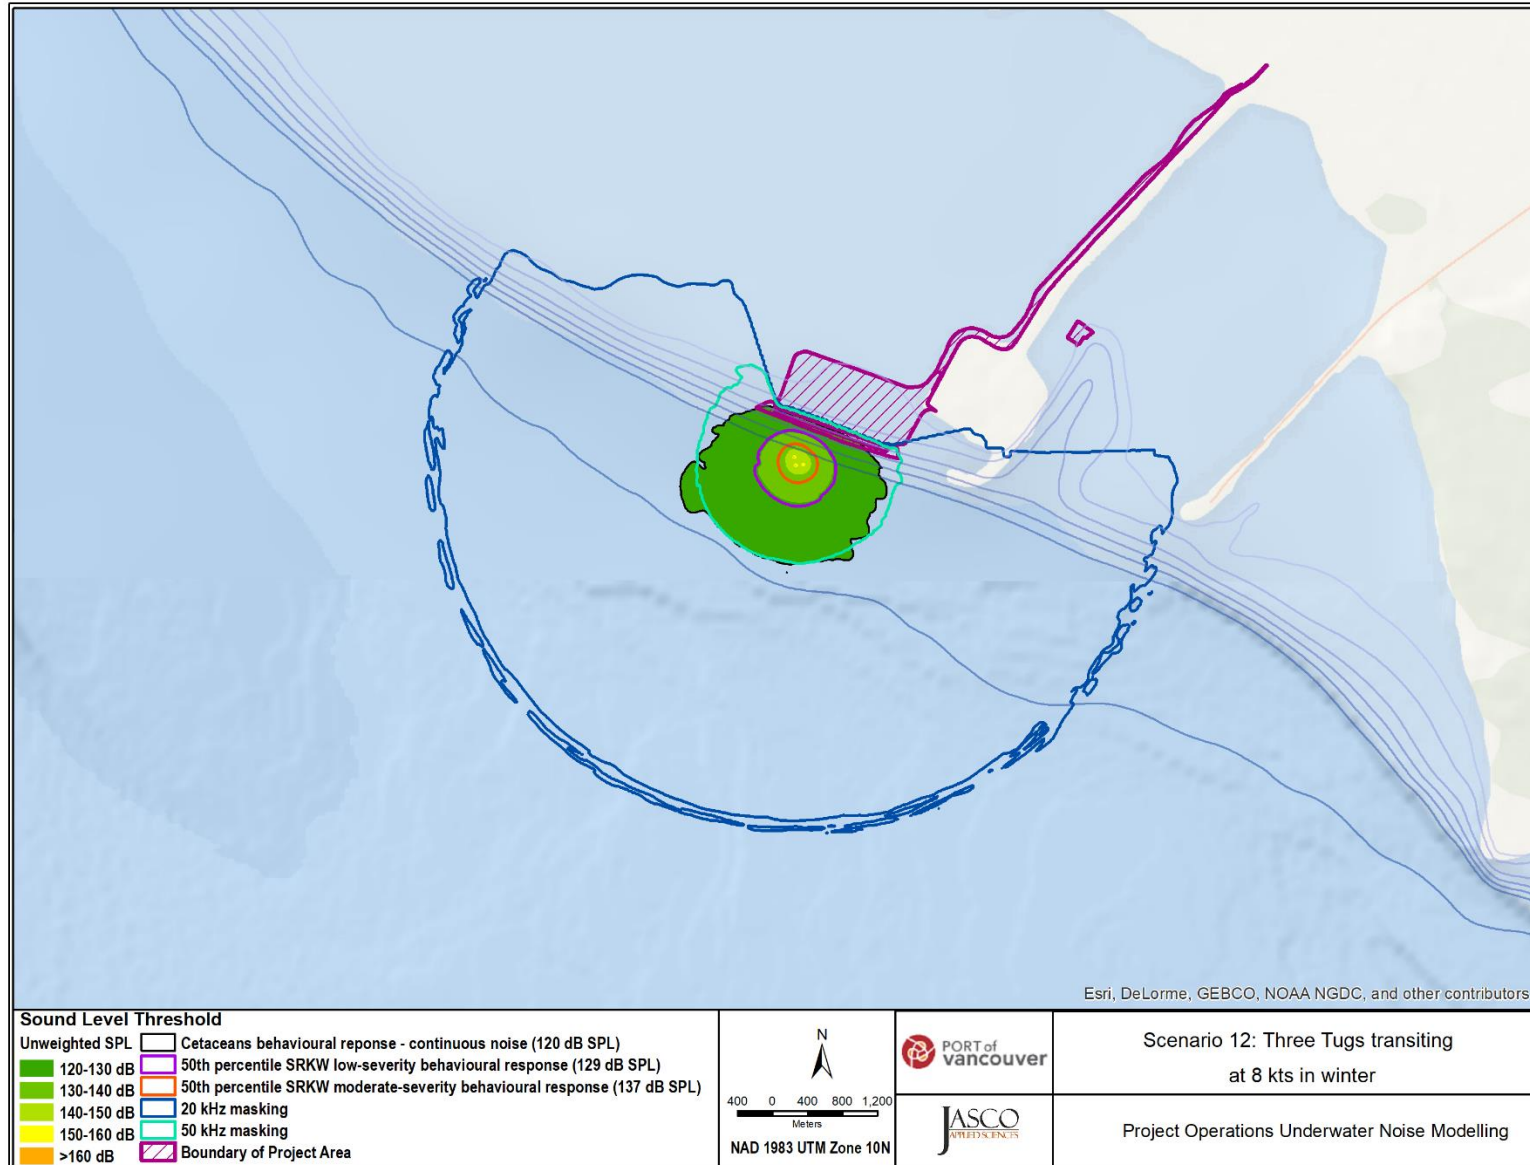 Esri, DeLorme, GEBCO, NOAA NGDC, and other contributors
Sound Level Threshold
Unweighted SPL
120-130 dB
130-140 dB
140-150 dB
150-160 dB
>160 dB
Cetaceans behavioural reponse - continuous noise (120 dB SPL)
50th percentile SRKW low-severity behavioural response (129 dB SPL)
50th percentile SRKW moderate-severity behavioural response (137 dB SPL)
20 kHz masking
50 kHz masking
Boundary of Project Area
N
400 0 400 800 1,200
Meters
NAD 1983 UTM Zone 10N
PORT of
vancouver
JASCO
APPLIED SCIENCES
Scenario 12: Three Tugs transiting
at 8 kts in winter
Project Operations Underwater Noise Modelling